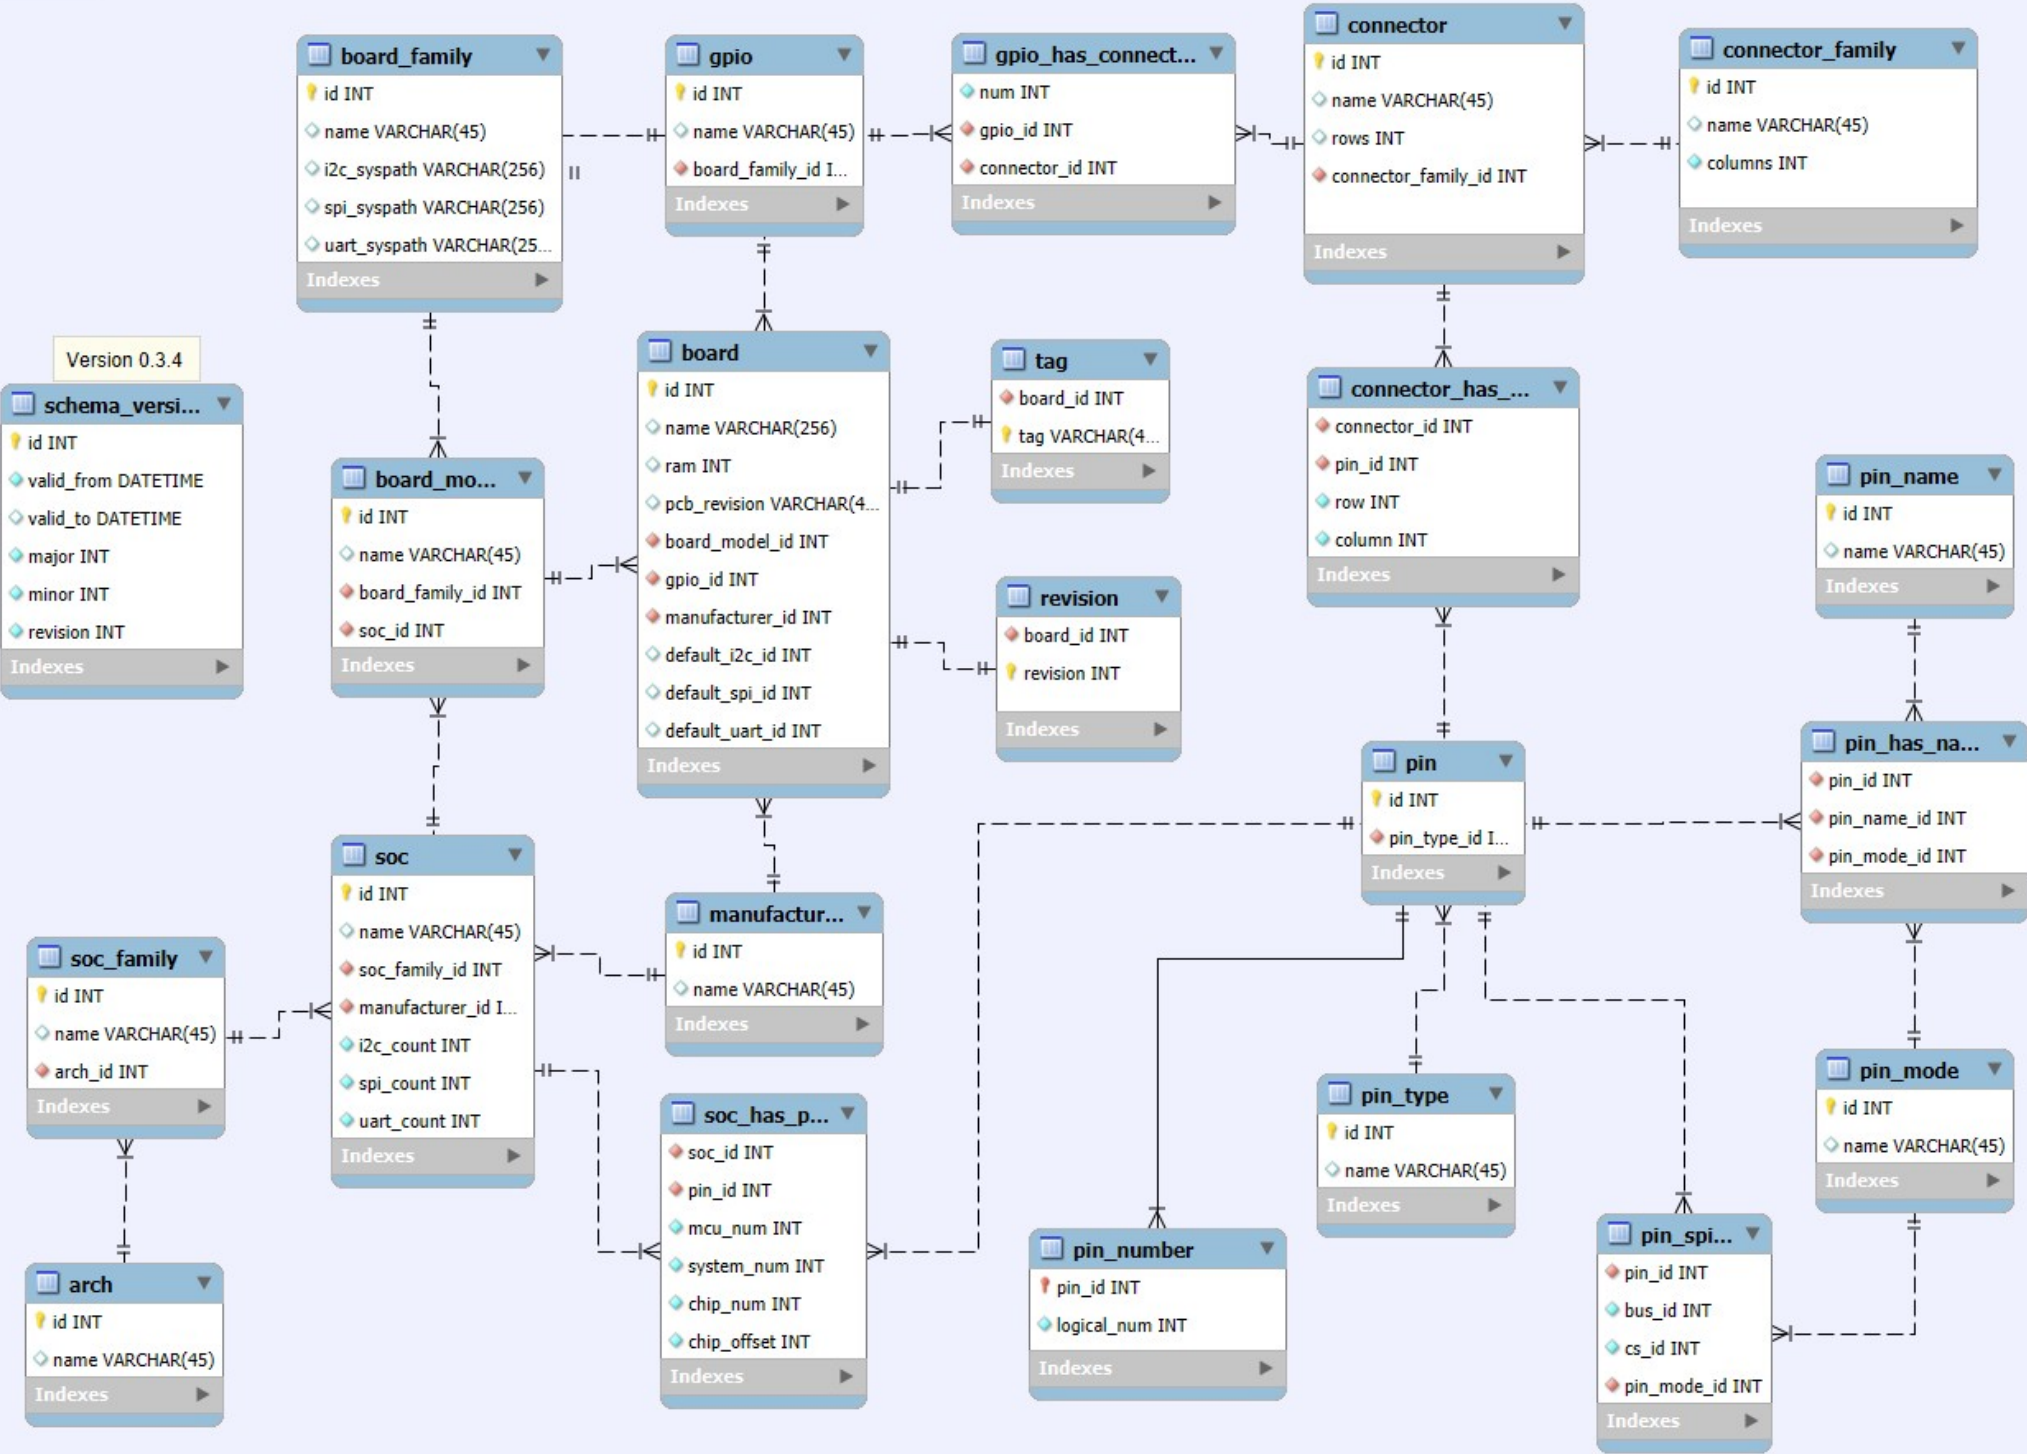 board_family
id INT
name VARCHAR(45)
i2c_syspath VARCHAR(256)
spi_syspath VARCHAR(256)
uart_syspath VARCHAR(25...
Indexes
gpio
id INT
name VARCHAR(45)
board_family_id I...
Indexes
gpio_has_connect...
num INT
gpio_id INT
connector_id INT
Indexes
connector
id INT
name VARCHAR(45)
rows INT
connector_family_id INT
Indexes
connector_family
id INT
name VARCHAR(45)
columns INT
Indexes
Version 0.3.4
schema_versi...
id INT
valid_from DATETIME
valid_to DATETIME
major INT
minor INT
revision INT
Indexes
board_mo...
id INT
name VARCHAR(45)
board_family_id INT
soc_id INT
Indexes
board
id INT
name VARCHAR(256)
ram INT
pcb_revision VARCHAR(4...
board_model_id INT
gpio_id INT
manufacturer_id INT
default_i2c_id INT
default_spi_id INT
default_uart_id INT
Indexes
tag
board_id INT
tag VARCHAR(4...
Indexes
revision
board_id INT
revision INT
Indexes
connector_has_...
connector_id INT
pin_id INT
row INT
column INT
Indexes
pin_name
id INT
name VARCHAR(45)
Indexes
pin
id INT
pin_type_id I...
Indexes
pin_has_na...
pin_id INT
pin_name_id INT
pin_mode_id INT
Indexes
soc_family
id INT
name VARCHAR(45)
arch_id INT
Indexes
soc
id INT
name VARCHAR(45)
soc_family_id INT
manufacturer_id I...
i2c_count INT
spi_count INT
uart_count INT
Indexes
manufactur...
id INT
name VARCHAR(45)
Indexes
soc_has_p...
soc_id INT
pin_id INT
mcu_num INT
system_num INT
chip_num INT
chip_offset INT
Indexes
pin_type
id INT
name VARCHAR(45)
Indexes
pin_mode
id INT
name VARCHAR(45)
Indexes
arch
id INT
name VARCHAR(45)
Indexes
pin_number
pin_id INT
logical_num INT
Indexes
pin_spi...
pin_id INT
bus_id INT
cs_id INT
pin_mode_id INT
Indexes